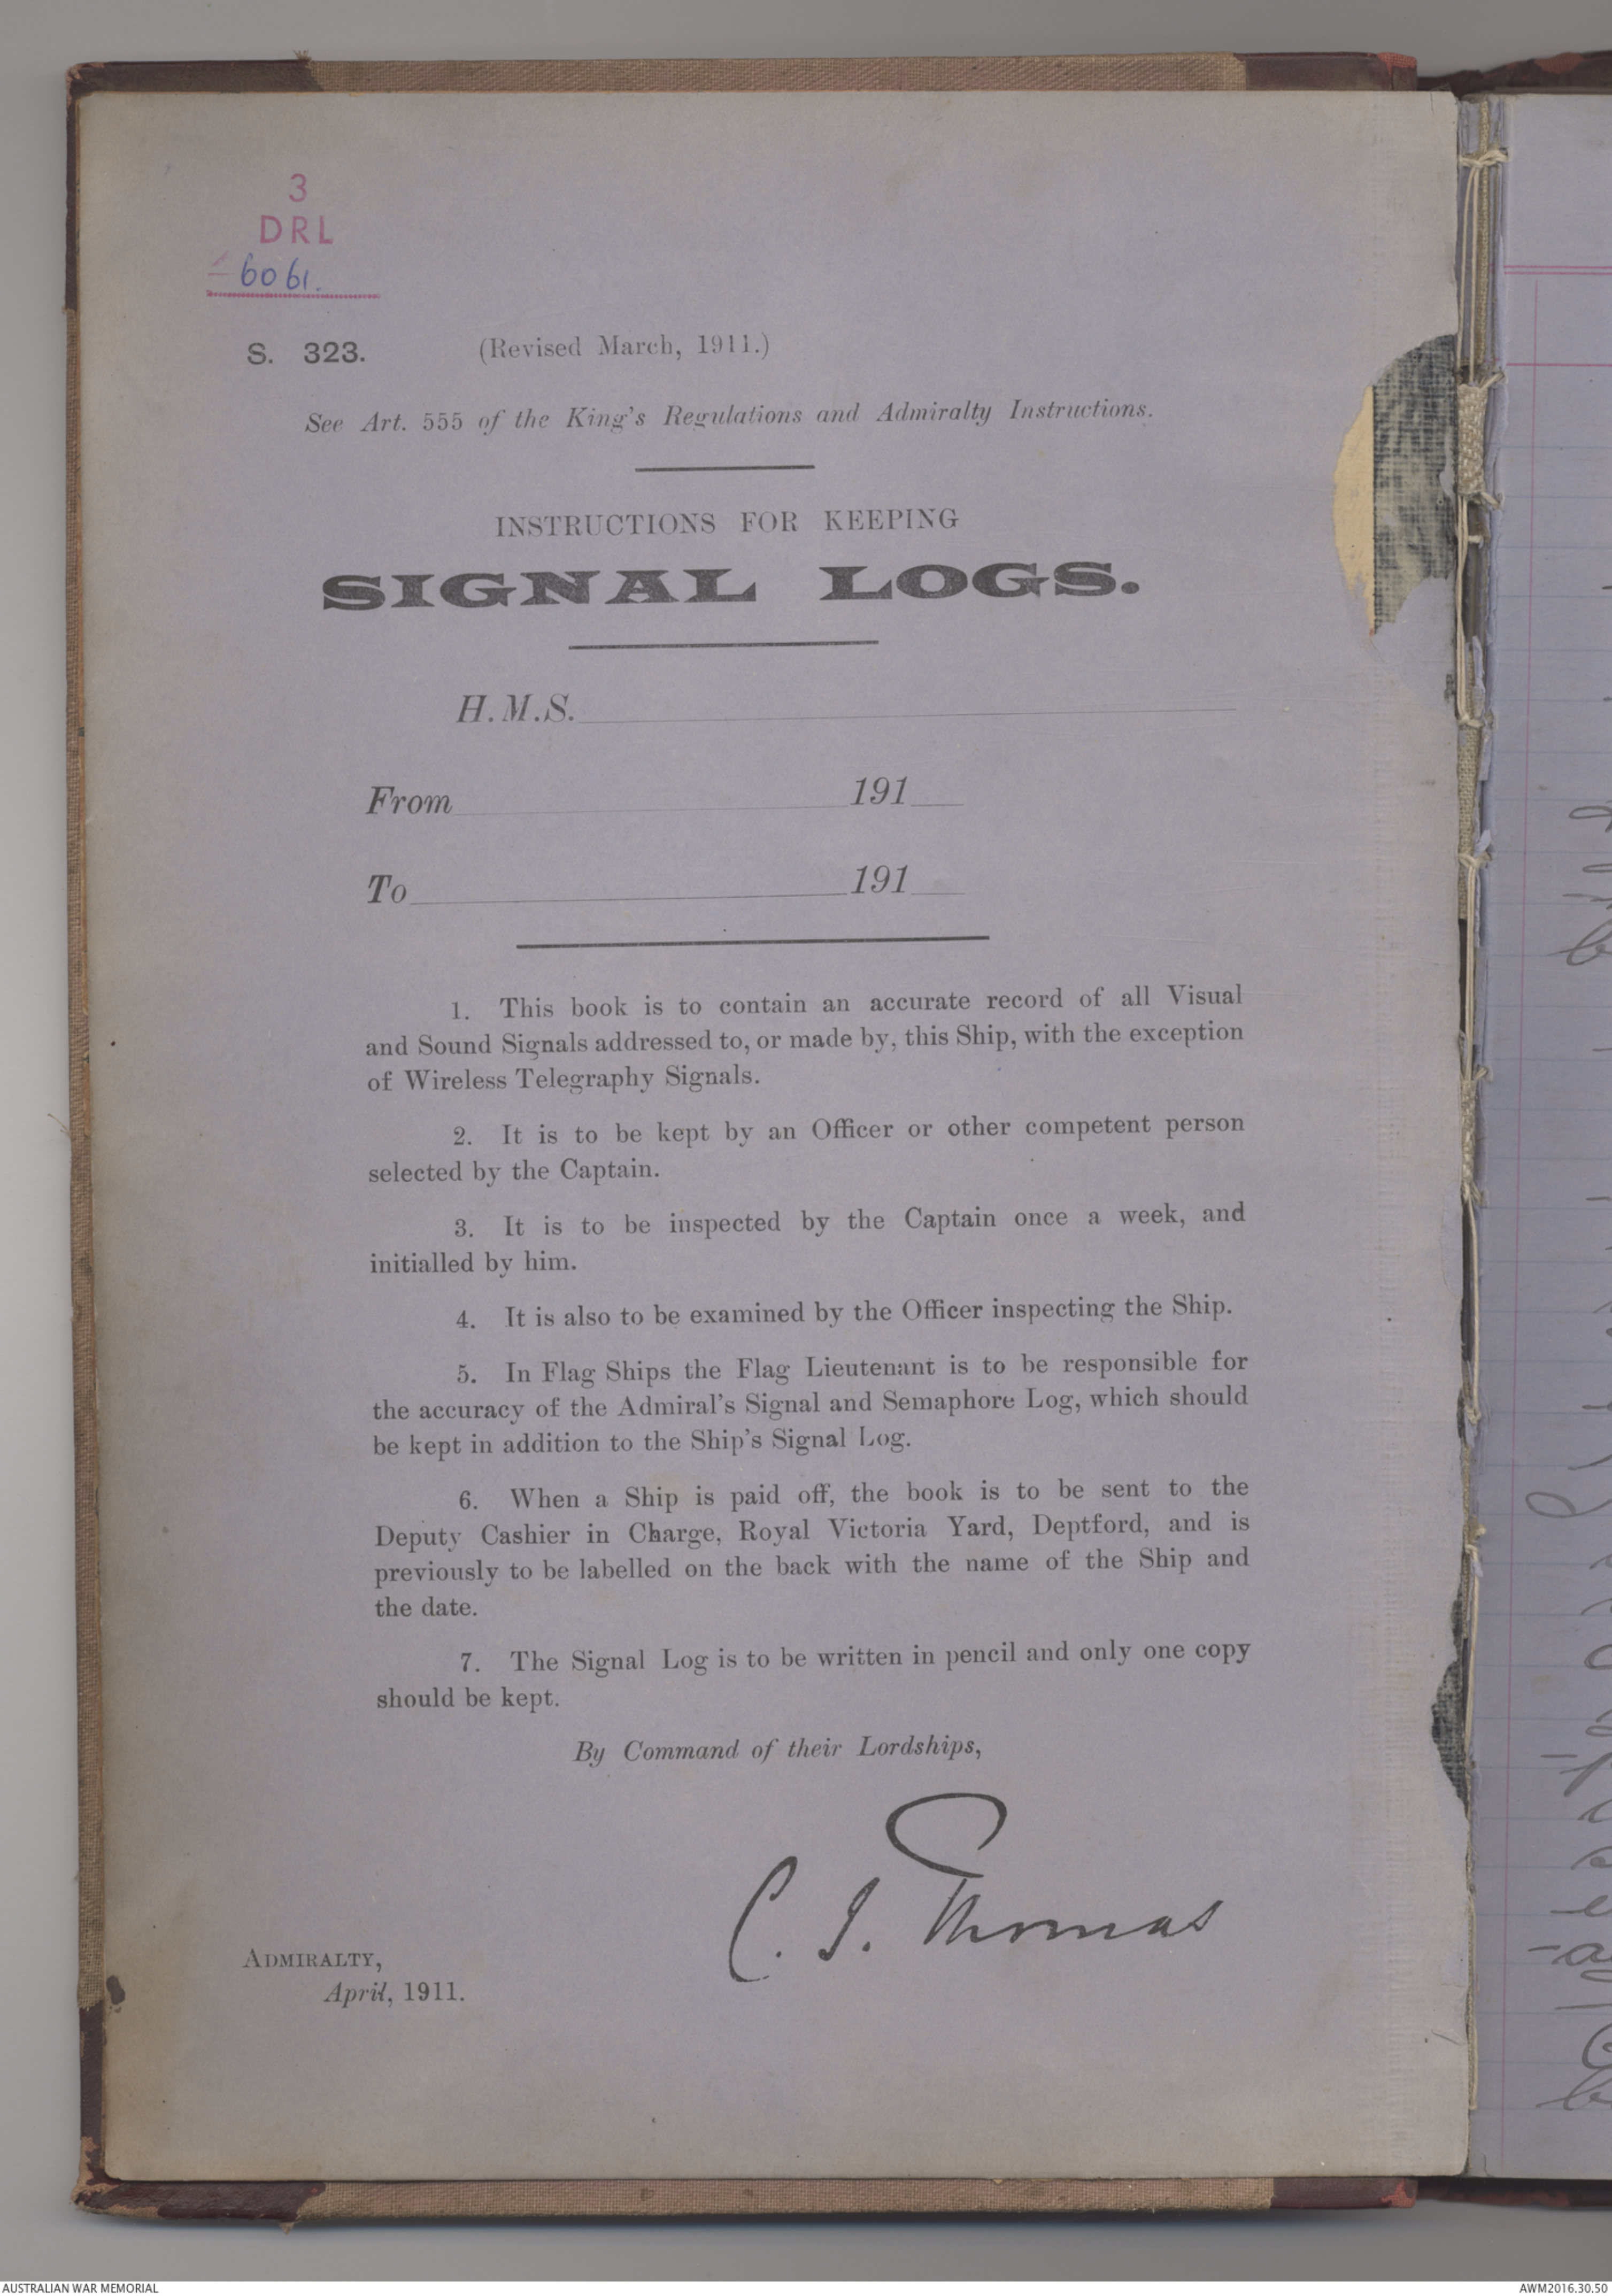 3
DRL
6061.
S. 323. (Revised March, 1911.)
See Art. 555 of the King's Regulations and Admiralty Instructions.
INSTRUCTIONS FOR KEEPING
SIGNAL LOGS.
H.M.S.
From 191
To 191
1. This book is to contain an accurate record of all Visual
and Sound Signals addressed to, or made by, this Ship, with the exception
of Wireless Telegraphy Signals.
2. It is to be kept by an Officer or other competent person
selected by the Captain.
3. It is to be inspected by the Captain once a week, and
initialled by him.
4. It is also to be examined by the Officer inspecting the Ship.
5. In Flag Ships the Flag Lieutenant is to be responsible for
the accuracy of the Admiral's Signal and Semaphore Log, which should
be kept in addition to the Ship's Signal Log.
6. When a Ship is paid off, the book is to be sent to the
Deputy Cashier in Charge, Royal Victoria Yard, Deptford, and is
previously to be labelled on the back with the name of the Ship and
the date.
7. The Signal Log is to be written in pencil and only one copy
should be kept.
By Command of their Lordships,
C. I. Thomas
ADMIRALTY,
April, 1911.
AUSTRALIAN WAR MEMORIAL AWM2016.30.50